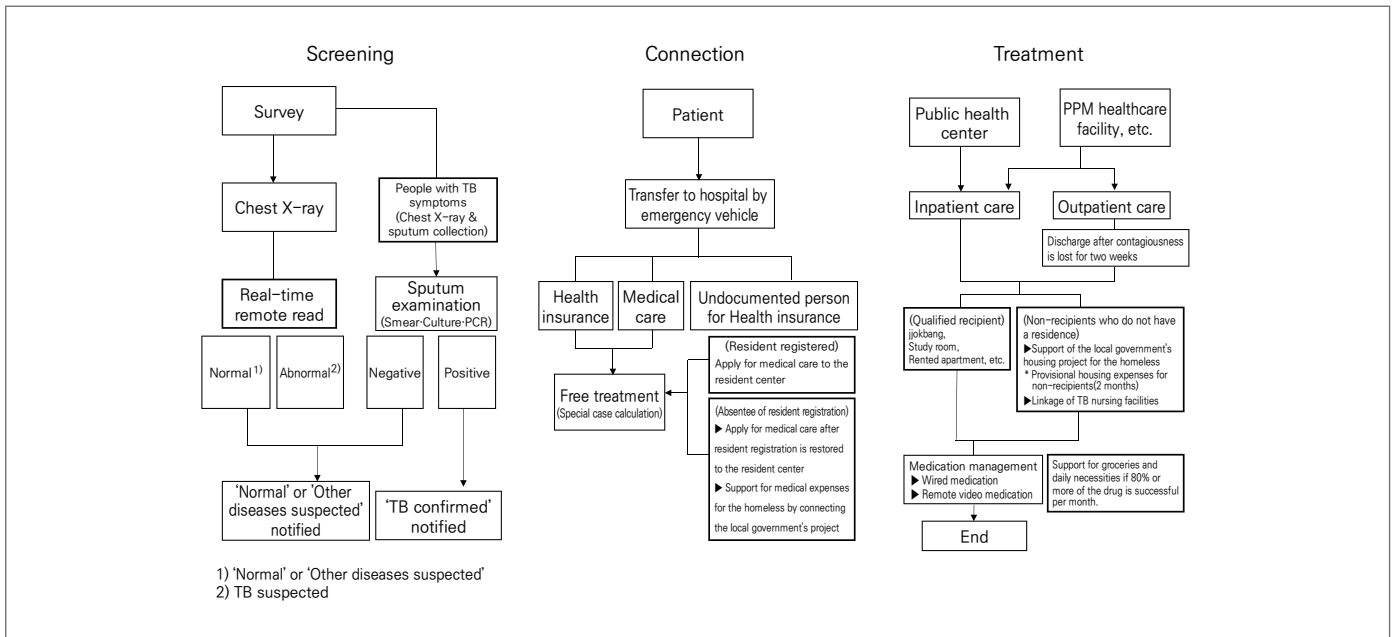 Screening
Survey
Chest X-ray
People with TB
symptoms
(Chest X-ray &
sputum collection)
Real-time
remote read
Sputum
examination
(Smear·Culture·PCR)
Normal1)
Abnormal2)
Negative
Positive
'Normal' or 'Other
diseases suspected'
notified
'TB confirmed'
notified
1) 'Normal' or 'Other diseases suspected'
2) TB suspected
Connection
Patient
Transfer to hospital by
emergency vehicle
Health
insurance
Medical
care
Undocumented person
for Health insurance
(Resident registered)
Apply for medical care to the
resident center
Free treatment
(Special case calculation)
(Absentee of resident registration)
▶ Apply for medical care after
resident registration is restored
to the resident center
▶ Support for medical expenses
for the homeless by connecting
the local government's project
Treatment
Public health
center
PPM healthcare
facility, etc.
Inpatient care
Outpatient care
Discharge after contagiousness
is lost for two weeks
(Qualified recipient)
jjokbang,
Study room,
Rented apartment, etc.
(Non-recipients who do not have
a residence)
▶Support of the local government's
housing project for the homeless
* Provisional housing expenses for
non-recipients(2 months)
▶Linkage of TB nursing facilities
Medication management
▶ Wired medication
▶ Remote video medication
Support for groceries and
daily necessities if 80% or
more of the drug is successful
per month.
End